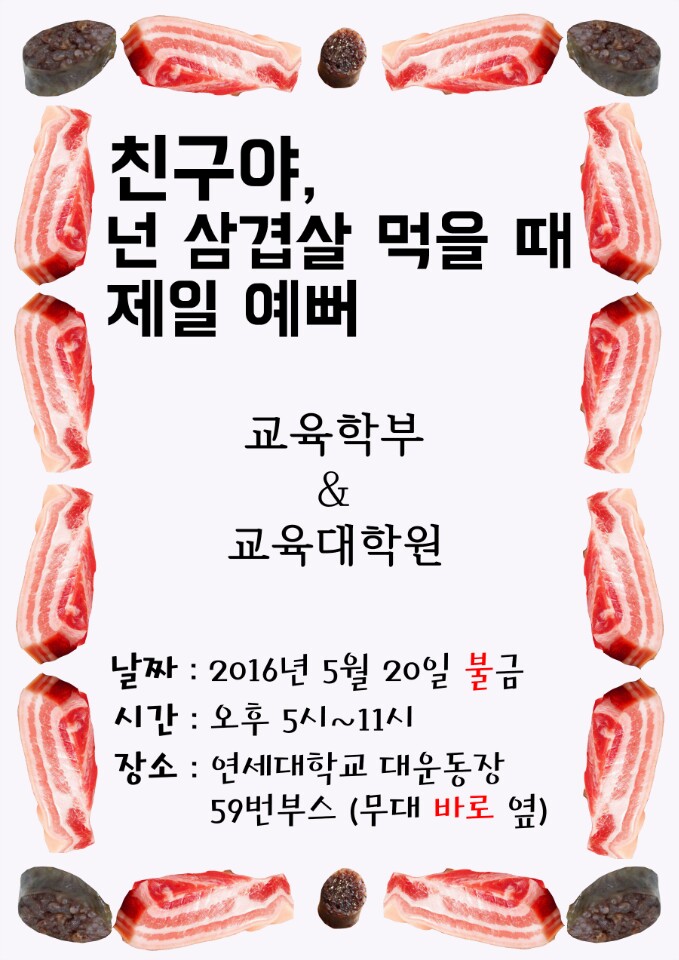 친구야,
넌 삼겹살 먹을 때
제일 예뻐
교육학부
&
교육대학원
날짜 : 2016년 5월 20일 불금
시간 : 오후 5시~11시
장소 : 연세대학교 대운동장
59번부스 (무대 바로 옆)